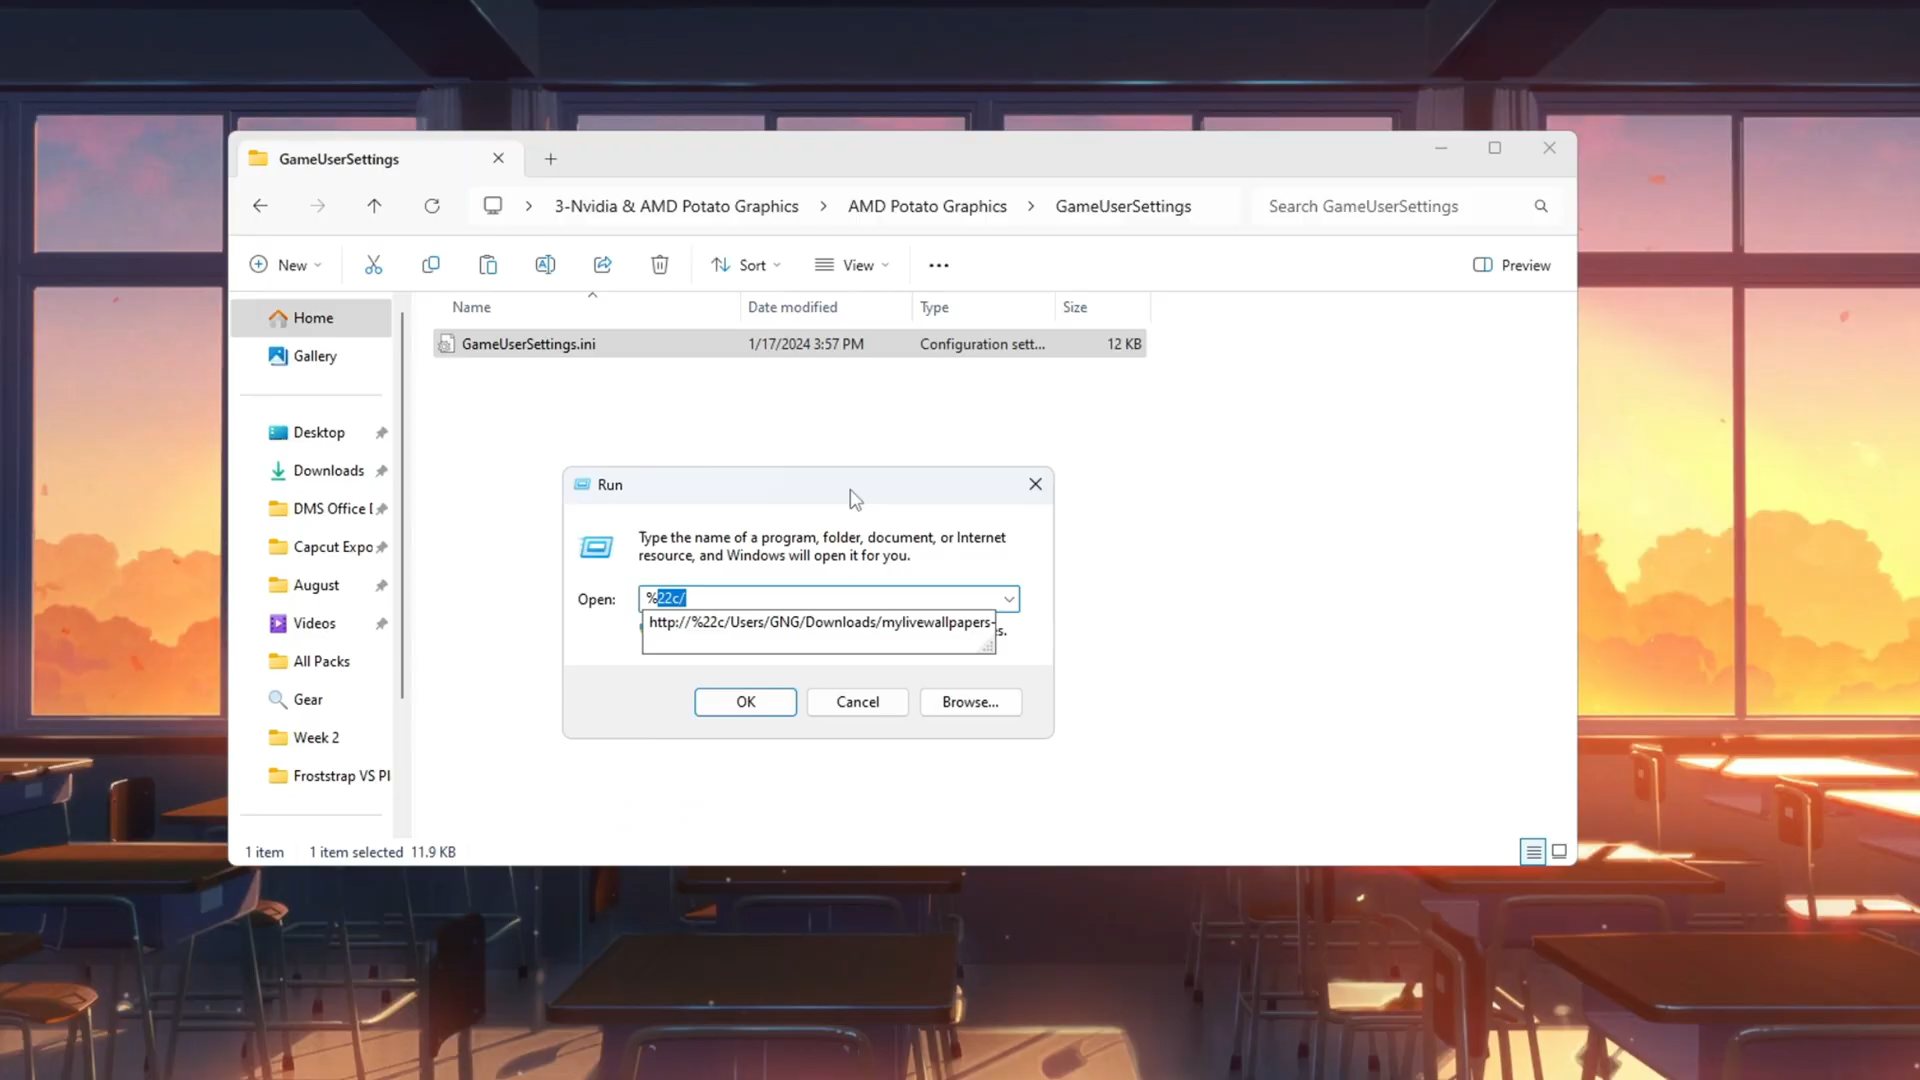 GameUserSettings
3-Nvidia & AMD Potato Graphics
AMD Potato Graphics
GameUserSettings
Search GameUserSettings
New
Sort
View
Preview
Name
Date modified
Type
Size
GameUserSettings.ini
1/17/2024 3:57 PM
Configuration sett...
12 KB
Home
Gallery
Desktop
Downloads
DMS Office [
Capcut Expo
August
Videos
All Packs
Gear
Week 2
Froststrap VS Pl
Run
Type the name of a program, folder, document, or Internet
resource, and Windows will open it for you.
Open:
%22c/
http://%22c/Users/GNG/Downloads/mylivewallpapers-
s.
OK
Cancel
Browse...
1 item
1 item selected 11.9 KB